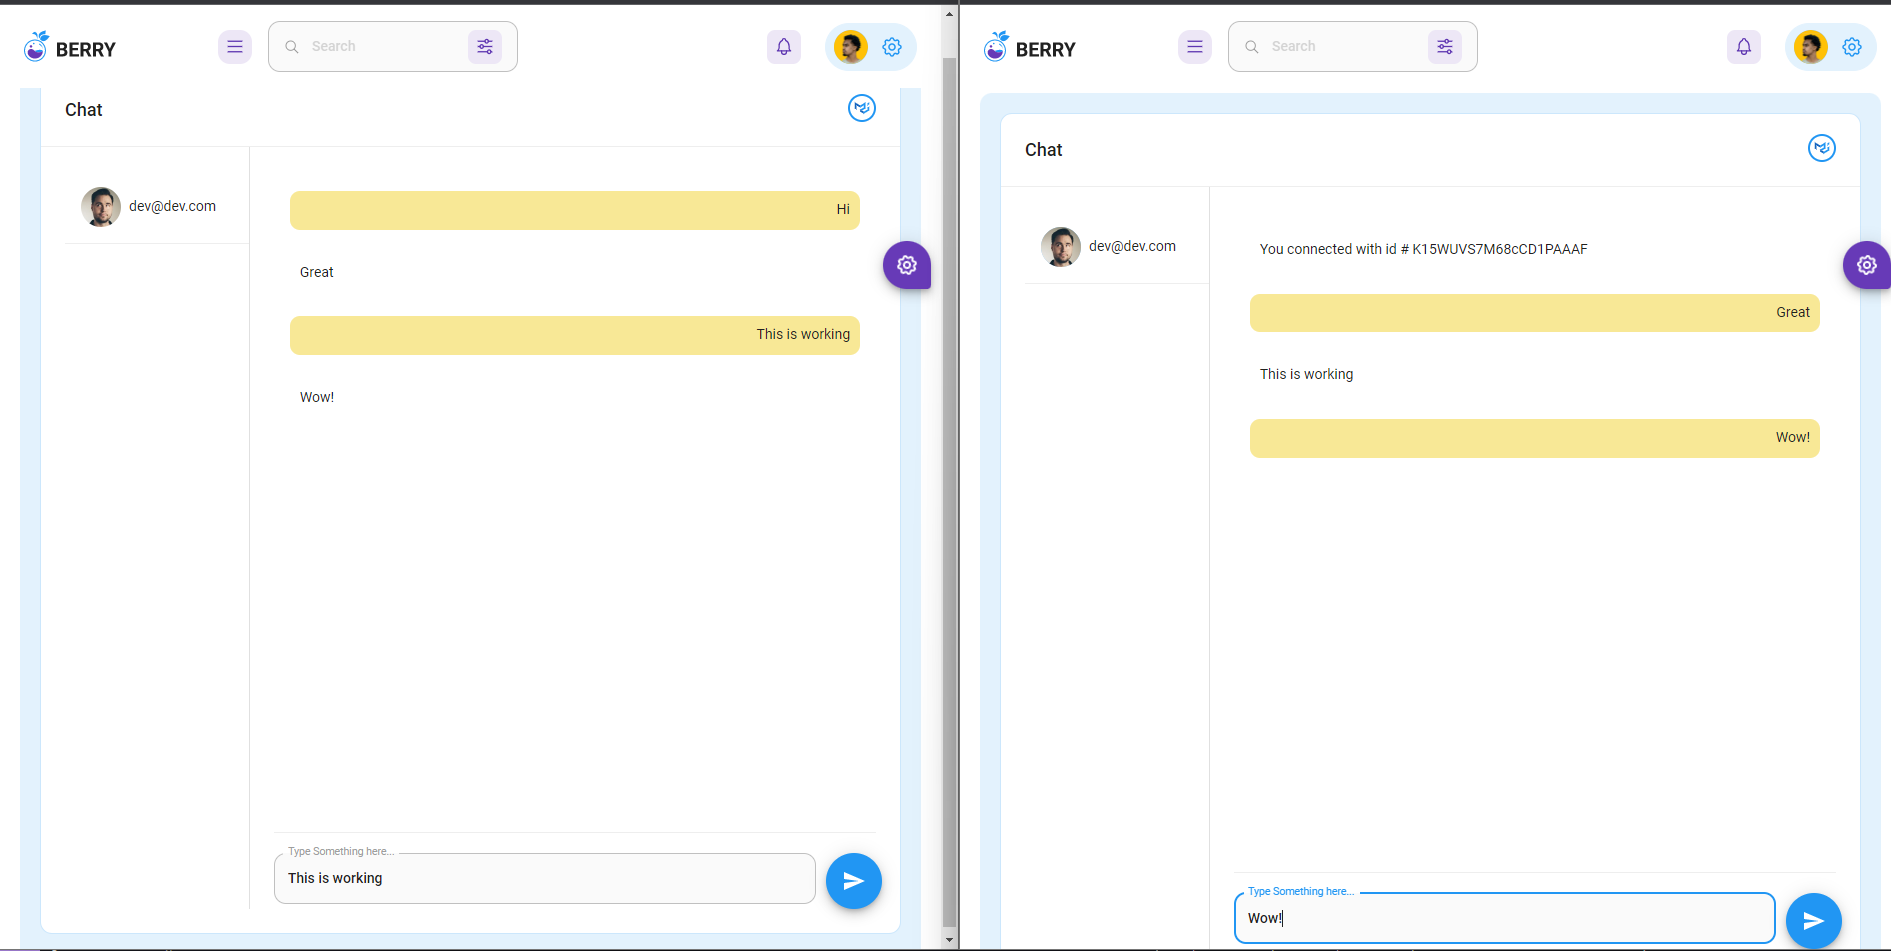 BERRY
Search
Chat
dev@dev.com
Hi
Great
This is working
Wow!
Type Something here...
This is working
BERRY
Search
Chat
dev@dev.com
You connected with id # K15WUVS7M68cCD1PAAAF
Great
This is working
Wow!
Type Something here...
Wow!